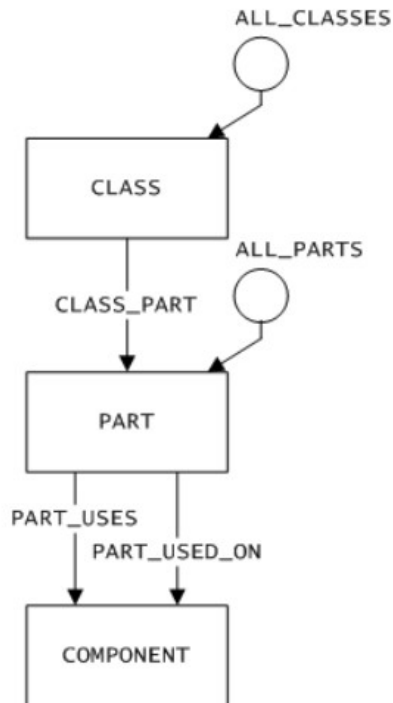 ALL_CLASSES
CLASS
ALL_PARTS
CLASS_PART
PART
PART_USES
PART_USED_ON
COMPONENT